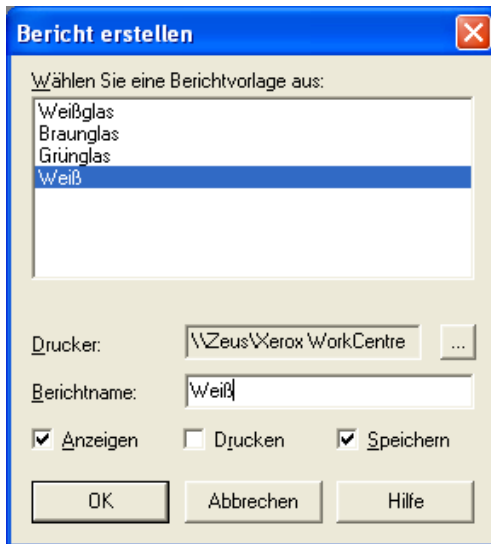 Bericht erstellen
Wählen Sie eine Berichtvorlage aus:
Weißglas
Braunglas
Grünglas
Weiß
Drucker: \\Zeus\Xerox WorkCentre ...
Berichtname: Weiß
Anzeigen Drucken Speichern
OK Abbrechen Hilfe